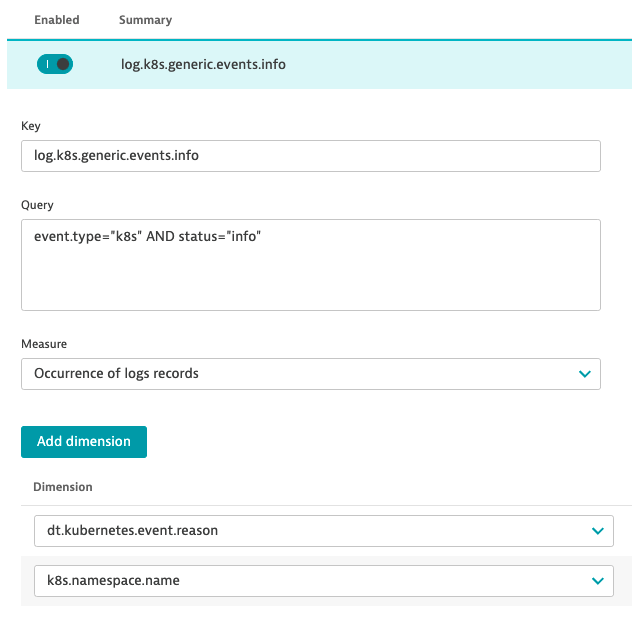 Enabled Summary
log.k8s.generic.events.info
Key
log.k8s.generic.events.info
Query
event.type="k8s" AND status="info"
Measure
Occurrence of logs records
Add dimension
Dimension
dt.kubernetes.event.reason
k8s.namespace.name